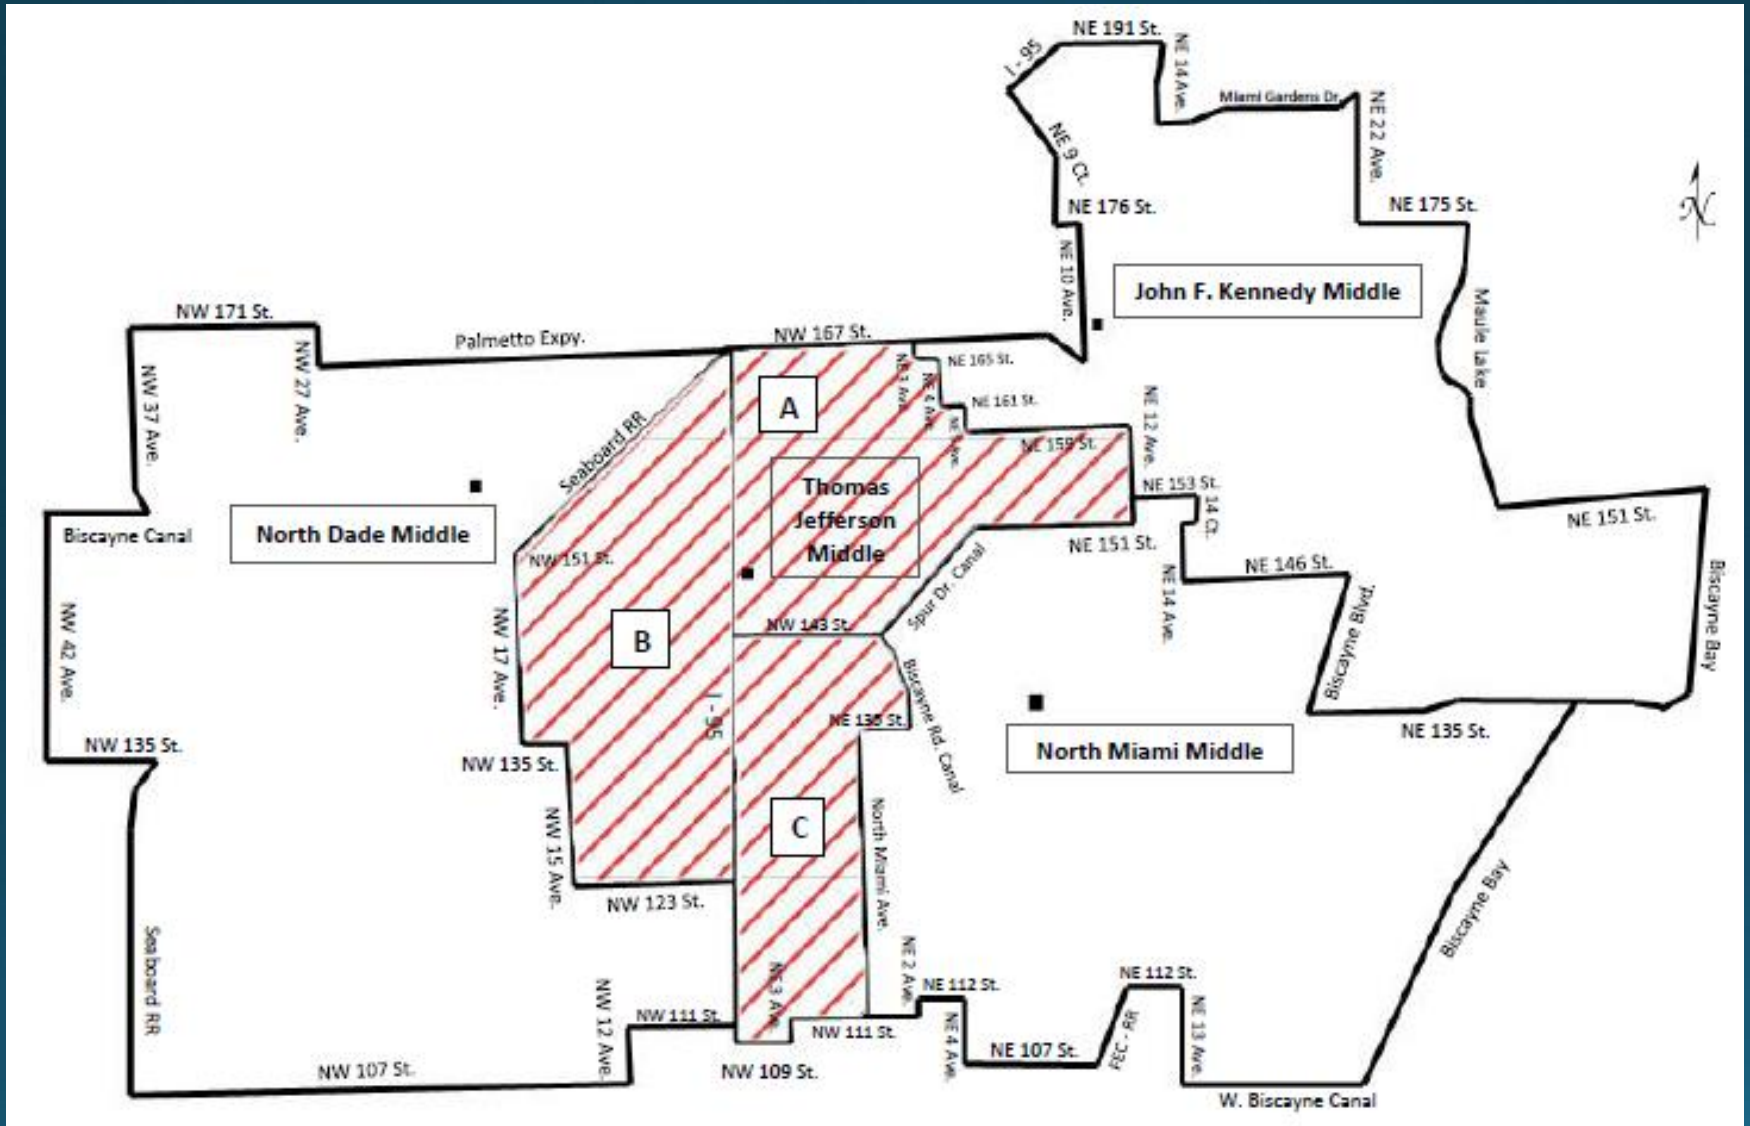 NE 191 St.
I - 95
NE 14 Ave.
Miami Gardens Dr.
NE 22 Ave.
NE 9 Ct.
NE 176 St.
NE 175 St.
N
NE 10 Ave.
John F. Kennedy Middle
Maule Lake
NW 171 St.
Palmetto Expy.
NW 167 St.
NW 37 Ave.
NW 27 Ave.
NE 3 Ave.
NE 165 St.
NE 4 Ave.
A
NE 161 St.
NE 12 Ave.
Seaboard RR
Ave.
NE 159 St.
Thomas
Jefferson
Middle
NE 153 St.
14 Ct.
Biscayne Canal
North Dade Middle
NE 151 St.
NE 151 St.
NW 151 St.
Spur Dr. Canal
NE 146 St.
NE 14 Ave.
Biscayne Blvd.
Biscayne Bay
NW 42 Ave.
NW 17 Ave.
B
NW 143 St.
Biscayne Rd. Canal
I - 95
NE 135 St.
NE 135 St.
NW 135 St.
NW 135 St.
North Miami Middle
NW 15 Ave.
C
North Miami Ave.
NW 123 St.
Biscayne Bay
Seaboard RR
NE 2 Ave.
NE 3 Ave.
NE 112 St.
NE 112 St.
NW 12 Ave.
NW 111 St.
NW 111 St.
NE 4 Ave.
NE 107 St.
FEC - RR
NE 13 Ave.
NW 107 St.
NW 109 St.
W. Biscayne Canal